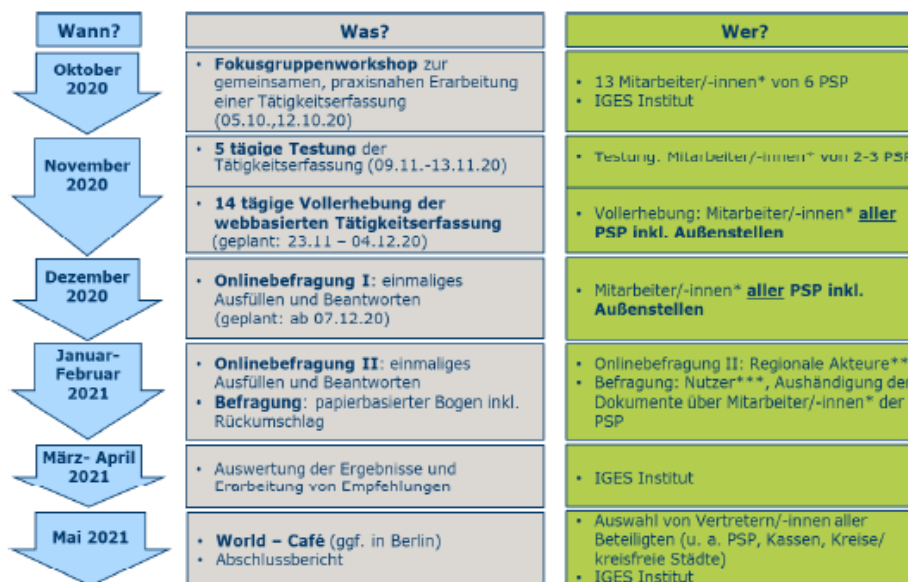 Wann?
Was?
Wer?
Oktober
2020
• Fokusgruppenworkshop zur
gemeinsamen, praxisnahen Erarbeitung
einer Tätigkeitserfassung
(05.10.,12.10.20)
• 13 Mitarbeiter/-innen* von 6 PSP
• IGES Institut
November
2020
• 5 tägige Testung der
Tätigkeitserfassung (09.11.-13.11.20)
• Testung: Mitarbeiter/-innen* von 2-3 PSP
• 14 tägige Vollerhebung der
webbasierten Tätigkeitserfassung
(geplant: 23.11 – 04.12.20)
• Vollerhebung: Mitarbeiter/-innen* aller
PSP inkl. Außenstellen
Dezember
2020
• Onlinebefragung I: einmaliges
Ausfüllen und Beantworten
(geplant: ab 07.12.20)
• Mitarbeiter/-innen* aller PSP inkl.
Außenstellen
Januar-
Februar
2021
• Onlinebefragung II: einmaliges
Ausfüllen und Beantworten
• Befragung: papierbasierter Bogen inkl.
Rückumschlag
• Onlinebefragung II: Regionale Akteure**
• Befragung: Nutzer***, Aushändigung der
Dokumente über Mitarbeiter/-innen* der
PSP
März- April
2021
• Auswertung der Ergebnisse und
Erarbeitung von Empfehlungen
• IGES Institut
Mai 2021
• World – Café (ggf. in Berlin)
• Abschlussbericht
• Auswahl von Vertretern/-innen aller
Beteiligten (u. a. PSP, Kassen, Kreise/
kreisfreie Städte)
• IGES Institut